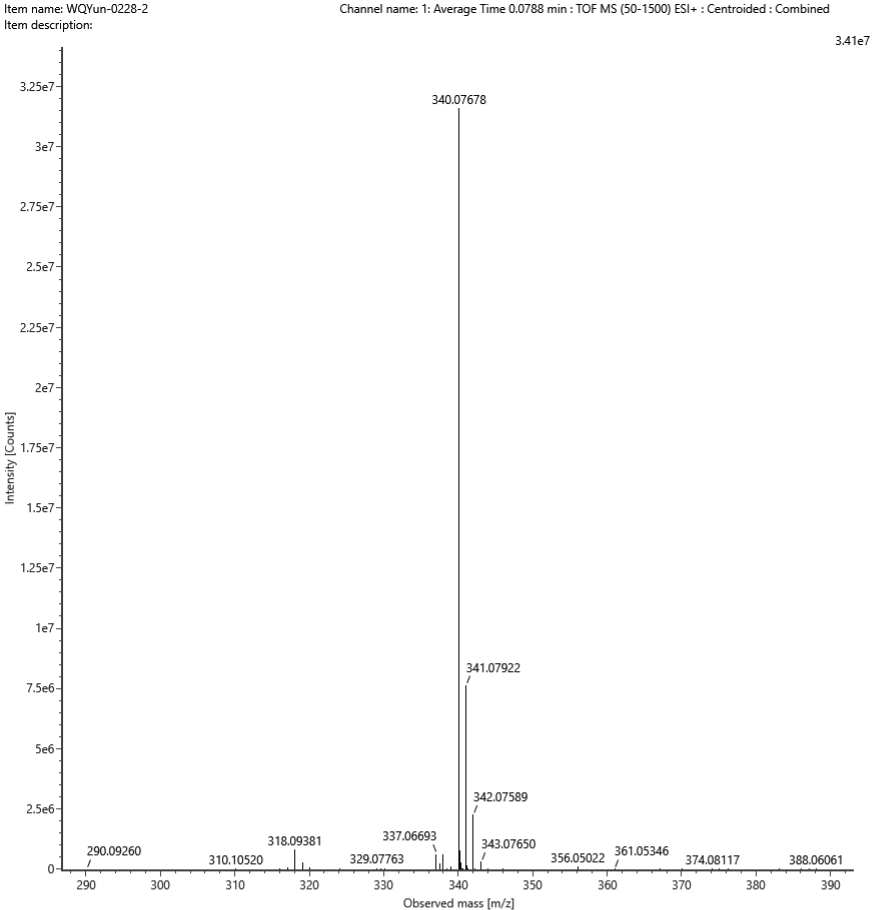 Item name: WQYun-0228-2
Channel name: 1: Average Time 0.0788 min : TOF MS (50-1500) ESI+ : Centroided : Combined
Item description:
3.41e7
3.25e7
340.07678
3e7
2.75e7
2.5e7
2.25e7
2e7
1.75e7
1.5e7
1.25e7
1e7
7.5e6
5e6
2.5e6
0
Intensity [Counts]
341.07922
342.07589
337.06693
318.09381
343.07650
290.09260
310.10520
329.07763
356.05022
361.05346
374.08117
388.06061
290
300
310
320
330
340
350
360
370
380
390
Observed mass [m/z]